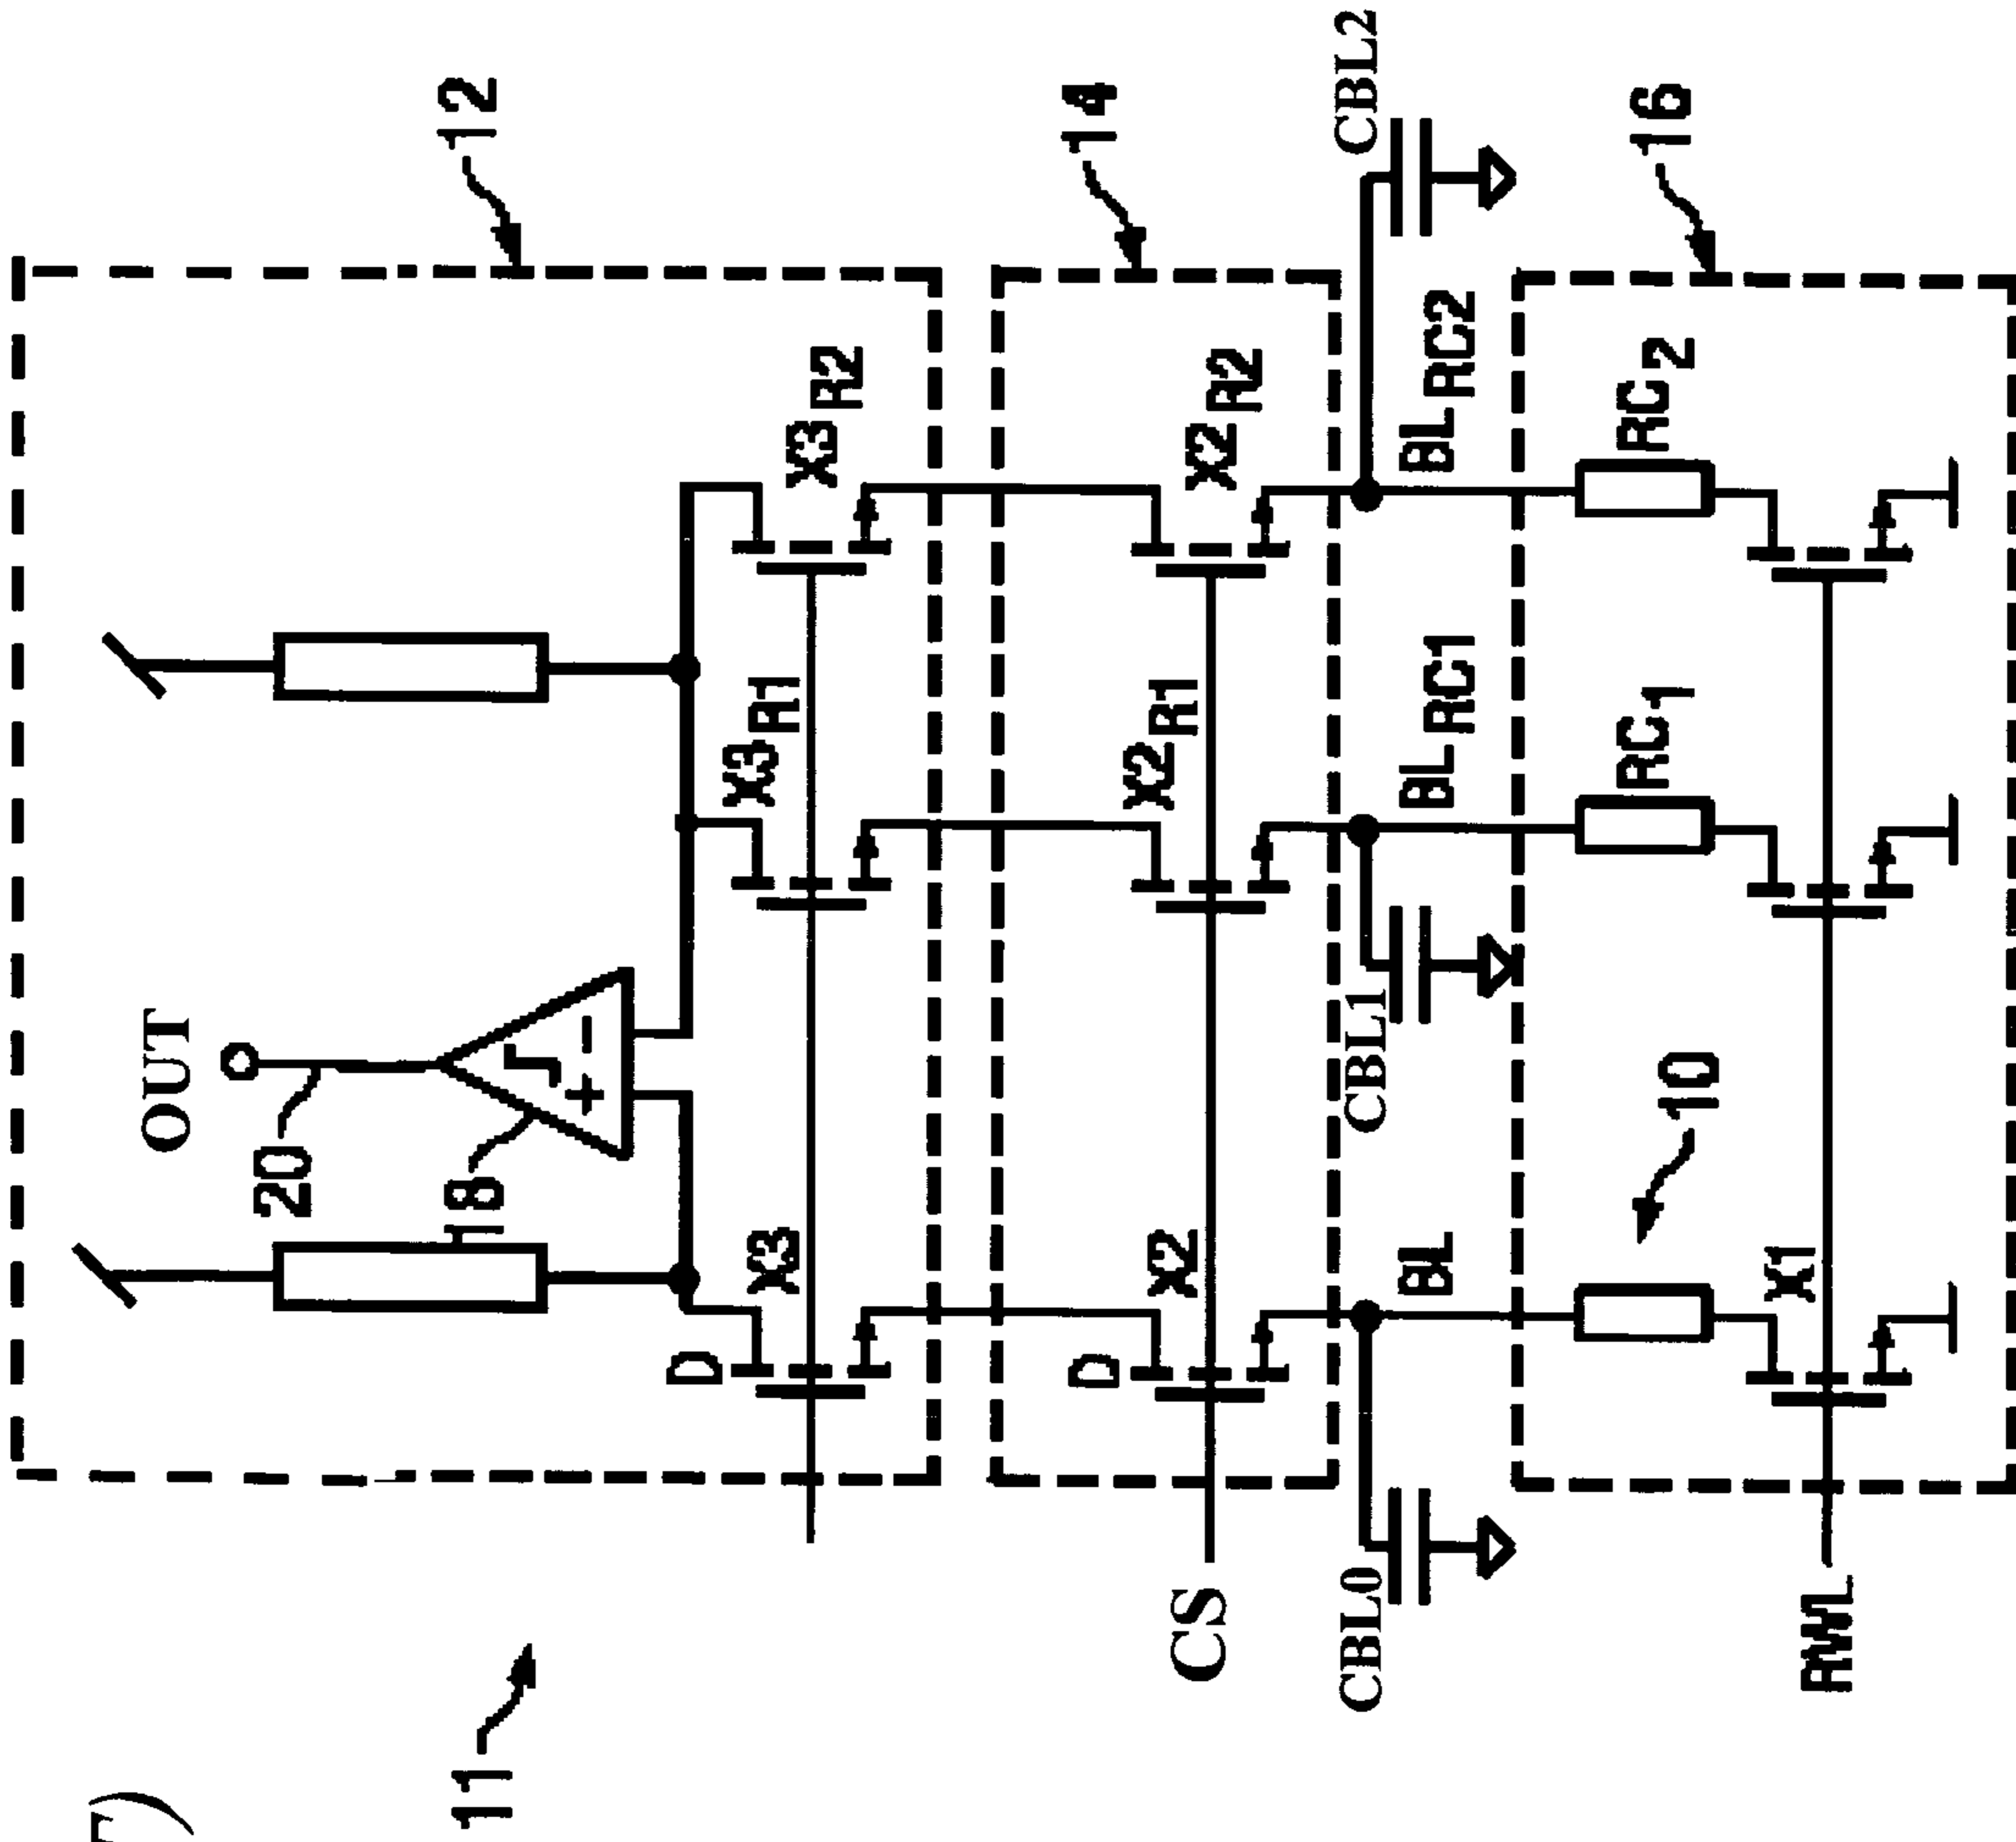 T)
11
12
OUT
20
18
+ -
D
X3
X3R1
X3R2
14
CS
D
X2
X2R1
X2R2
CBL0
CBL1
CBL2
BL
BLRC1
BLRC2
16
10
RC1
RC2
X1
RWL